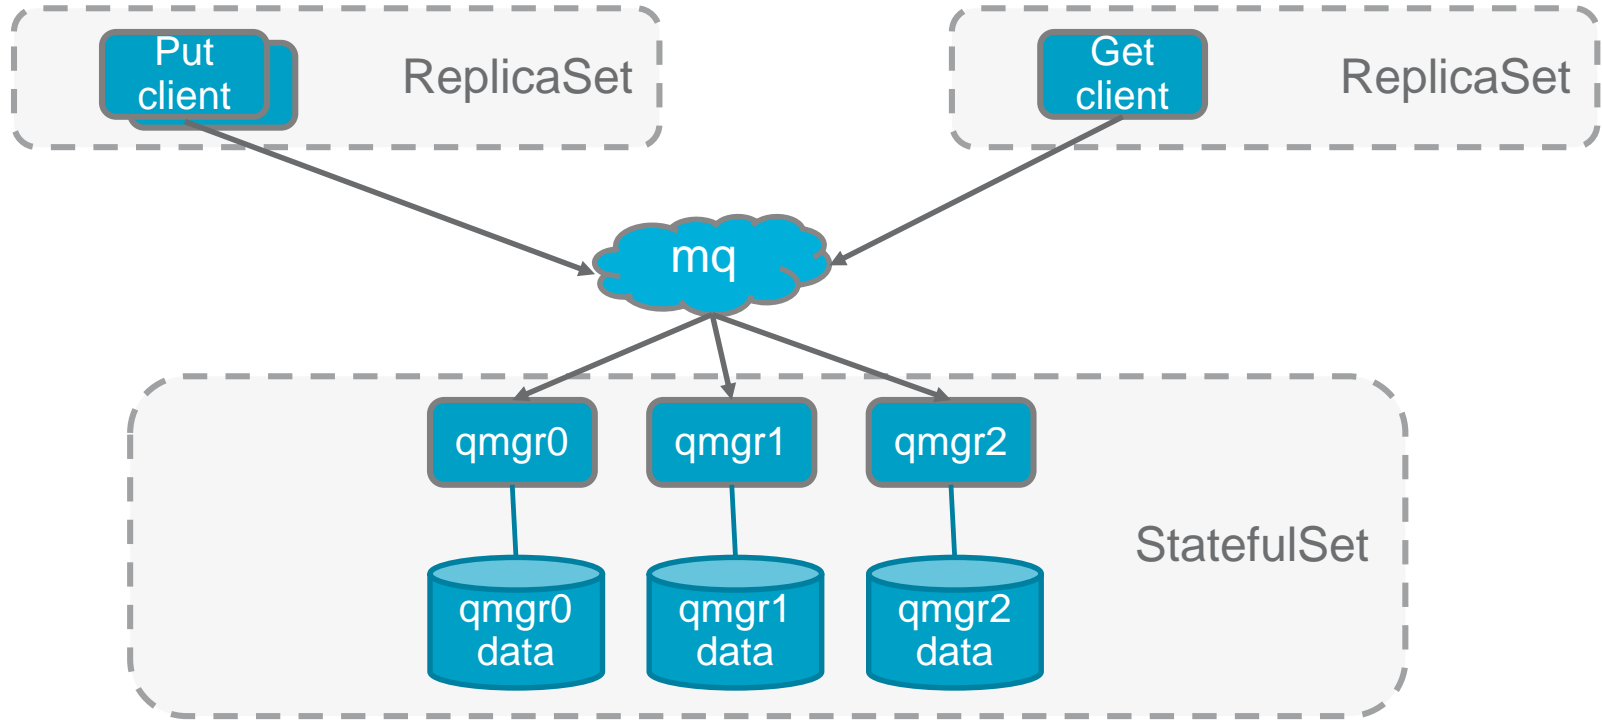 Put
client
ReplicaSet
Get
client
ReplicaSet
mq
qmgr0
qmgr1
qmgr2
StatefulSet
qmgr0
data
qmgr1
data
qmgr2
data